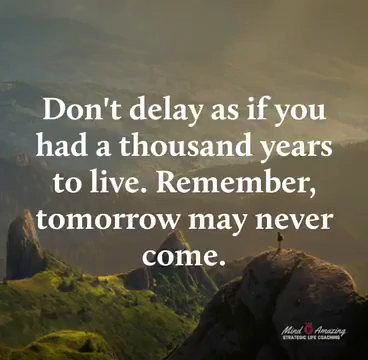 Don't delay as if you
had a thousand years
to live. Remember,
tomorrow may never
come.
Mind Amazing
STRATEGIC LIFE COACHING